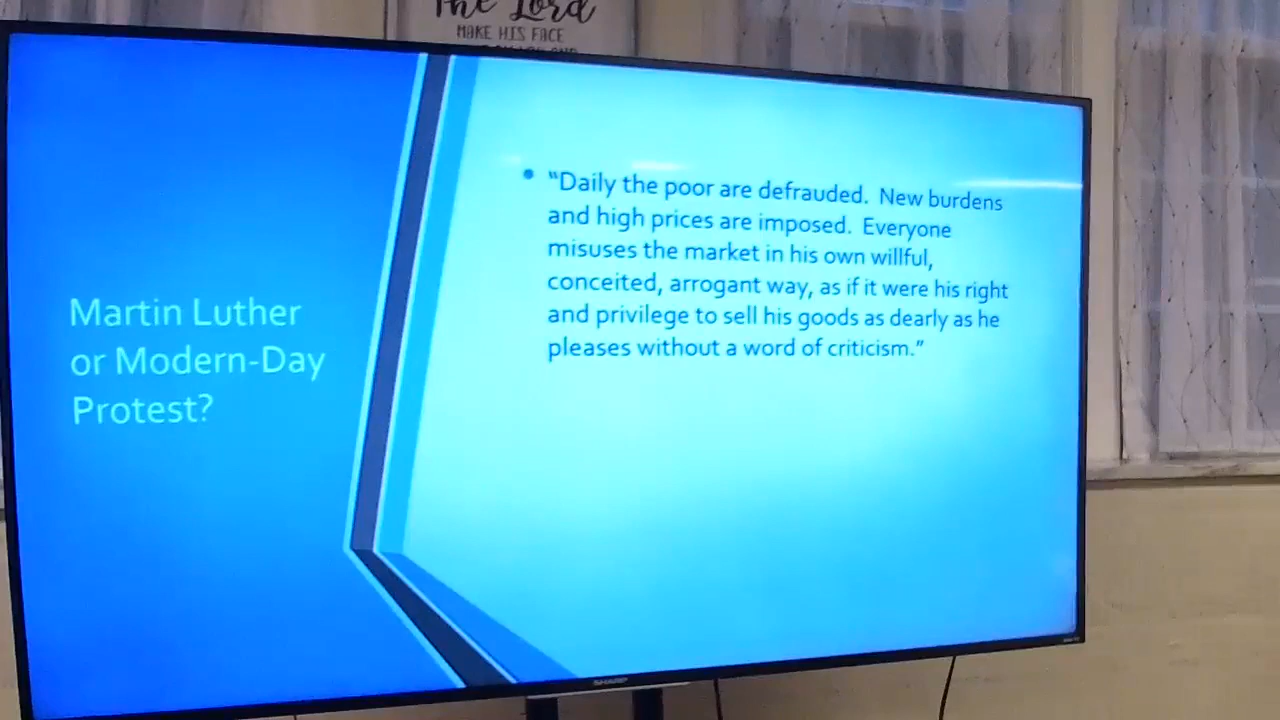 The Lord
MAKE HIS FACE
Martin Luther
or Modern-Day
Protest?
• “Daily the poor are defrauded.  New burdens
and high prices are imposed.  Everyone
misuses the market in his own willful,
conceited, arrogant way, as if it were his right
and privilege to sell his goods as dearly as he
pleases without a word of criticism.”
SHARP